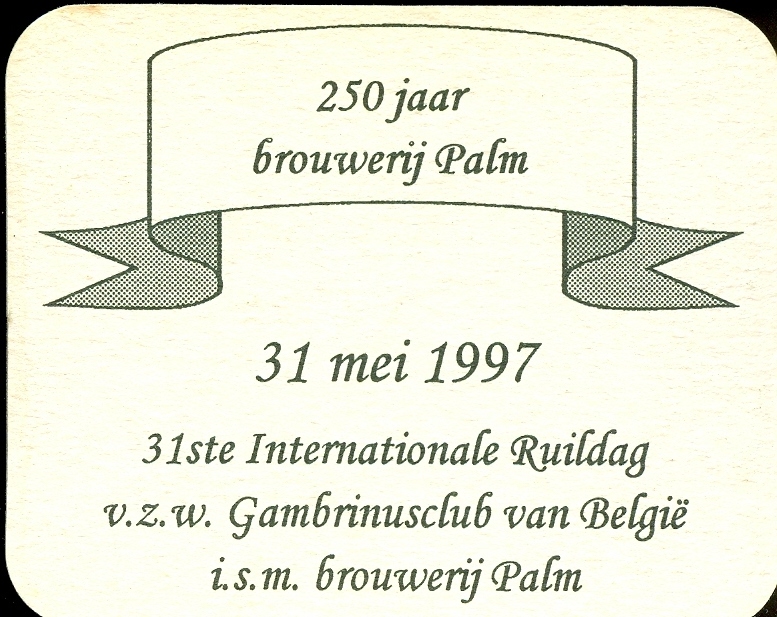 250 jaar
brouwerij Palm
31 mei 1997
31ste Internationale Ruildag
v.z.w. Gambrinusclub van België
i.s.m. brouwerij Palm